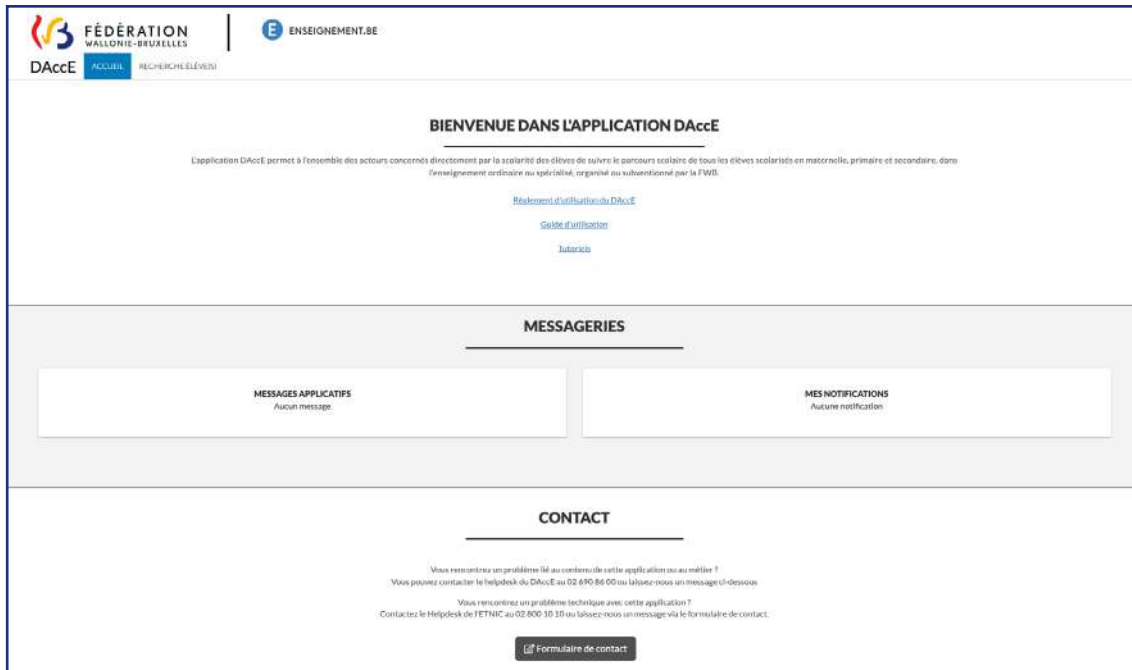 FÉDÉRATION
WALLONIE-BRUXELLES
E ENSEIGNEMENT.BE
DAccE ACCUEIL RECHERCHE ÉLÈVE(S)
BIENVENUE DANS L'APPLICATION DAccE
L'application DAccE permet à l'ensemble des acteurs concernés directement par la scolarité des élèves de suivre le parcours scolaire de tous les élèves scolarisés en maternelle, primaire et secondaire, dans
l'enseignement ordinaire ou spécialisé, organisé ou subventionné par la FWB.
Règlement d'utilisation du DAccE
Guide d'utilisation
Tutoriels
MESSAGERIES
MESSAGES APPLICATIFS
Aucun message
MES NOTIFICATIONS
Aucune notification
CONTACT
Vous rencontrez un problème lié au contenu de cette application ou au métier ?
Vous pouvez contacter le helpdesk du DAccE au 02 690 86 00 ou laissez-nous un message ci-dessous
Vous rencontrez un problème technique avec cette application ?
Contactez le Helpdesk de l'ETNIC au 02 800 10 10 ou laissez-nous un message via le formulaire de contact.
Formulaire de contact